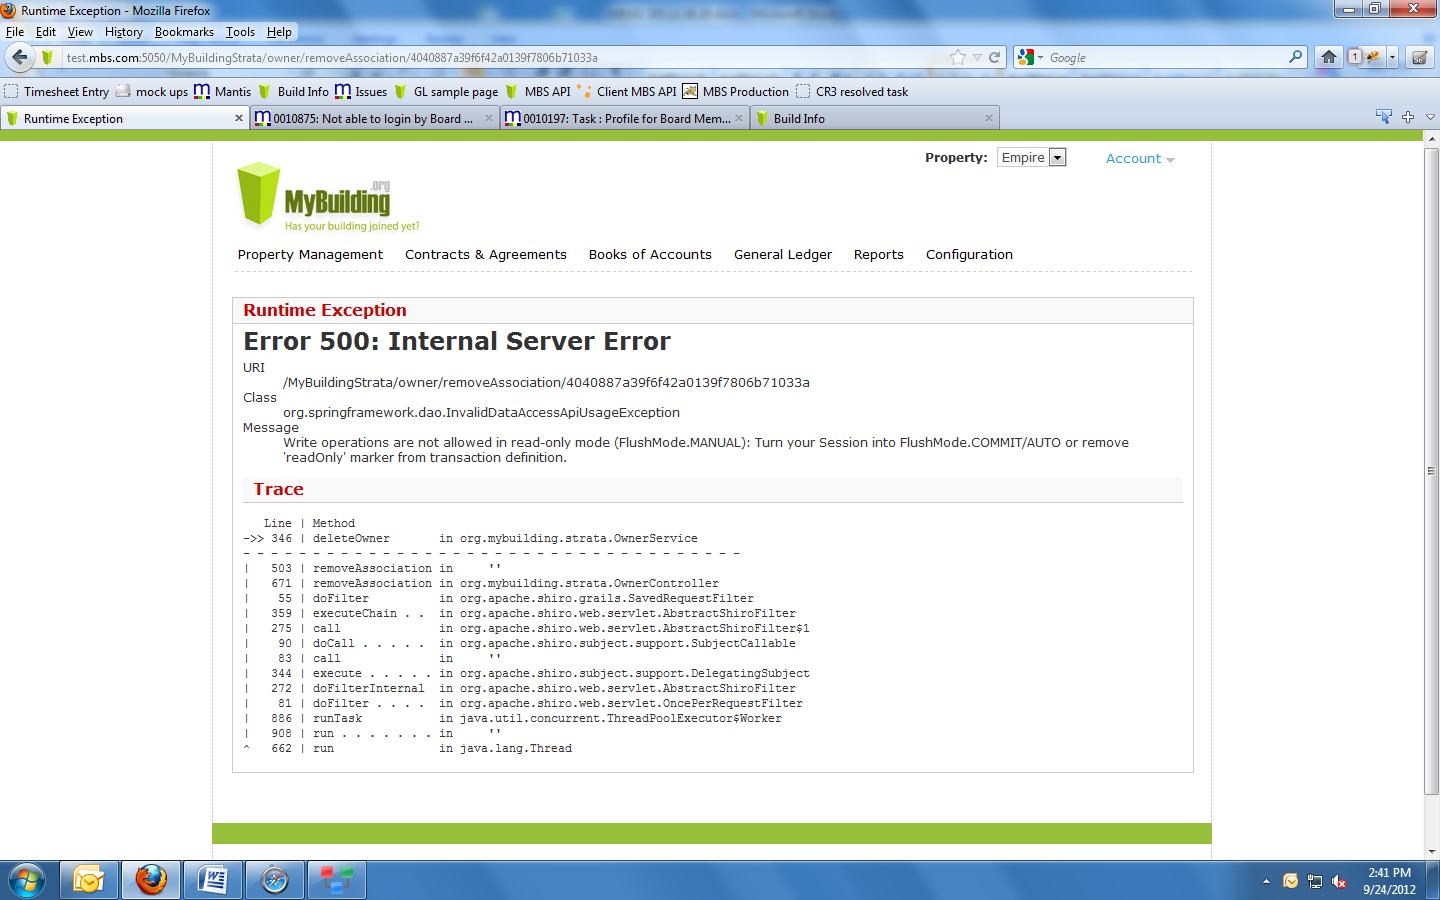 Runtime Exception - Mozilla Firefox
File Edit View History Bookmarks Tools Help
test.mbs.com:5050/MyBuildingStrata/owner/removeAssociation/4040887a39f6f42a0139f7806b71033a
Google
1
Timesheet Entry mock ups Mantis Build Info Issues GL sample page MBS API Client MBS API MBS Production CR3 resolved task
Runtime Exception 0010875: Not able to login by Board ... 0010197: Task : Profile for Board Mem... Build Info
Property: Empire Account
MyBuilding.org
Has your building joined yet?
Property Management Contracts & Agreements Books of Accounts General Ledger Reports Configuration
Runtime Exception
Error 500: Internal Server Error
URI
/MyBuildingStrata/owner/removeAssociation/4040887a39f6f42a0139f7806b71033a
Class
org.springframework.dao.InvalidDataAccessApiUsageException
Message
Write operations are not allowed in read-only mode (FlushMode.MANUAL): Turn your Session into FlushMode.COMMIT/AUTO or remove
'readOnly' marker from transaction definition.
Trace
Line | Method
->> 346 | deleteOwner in org.mybuilding.strata.OwnerService
- - - - - - - - - - - - - - - - - - - - - - - - - - - - - - - - - - - -
| 503 | removeAssociation in ''
| 671 | removeAssociation in org.mybuilding.strata.OwnerController
| 55 | doFilter in org.apache.shiro.grails.SavedRequestFilter
| 359 | executeChain . . in org.apache.shiro.web.servlet.AbstractShiroFilter
| 275 | call in org.apache.shiro.web.servlet.AbstractShiroFilter$1
| 90 | doCall . . . . . in org.apache.shiro.subject.support.SubjectCallable
| 83 | call in ''
| 344 | execute . . . . . in org.apache.shiro.subject.support.DelegatingSubject
| 272 | doFilterInternal in org.apache.shiro.web.servlet.AbstractShiroFilter
| 81 | doFilter . . . . in org.apache.shiro.web.servlet.OncePerRequestFilter
| 886 | runTask in java.util.concurrent.ThreadPoolExecutor$Worker
| 908 | run . . . . . . . in ''
^ 662 | run in java.lang.Thread
2:41 PM
9/24/2012